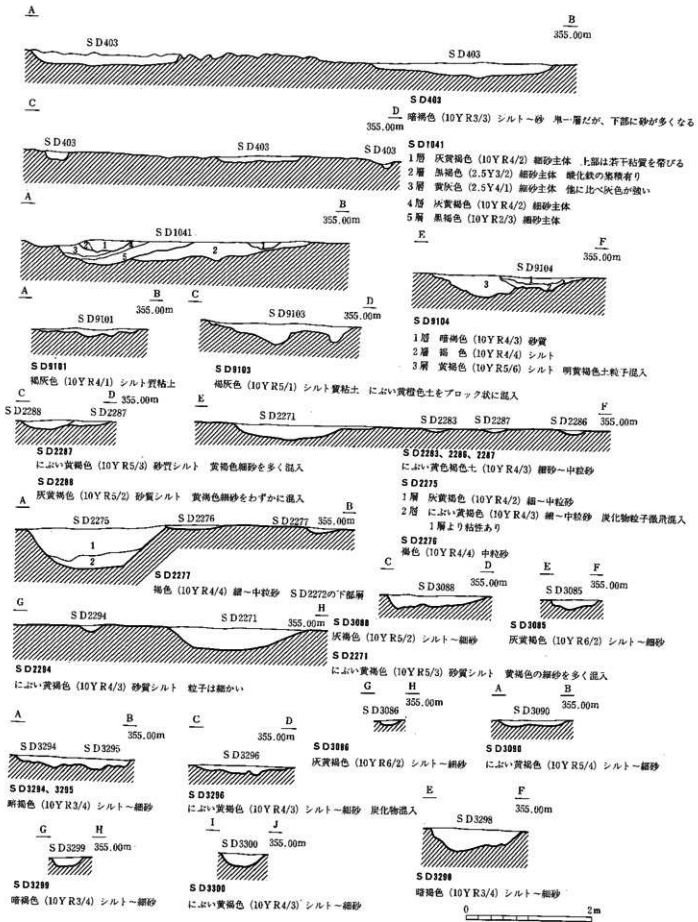 A
B
355.00m
SD403
SD403
SD403
暗褐色 (10YR3/3) シルト~砂 単一層だが、下部に砂が多くなる
C
D
355.00m
SD403
SD403
SD403
SD1041
1層 灰黄褐色 (10YR4/2) 細砂主体 上部は若干粘質を帯びる
2層 黒褐色 (2.5Y3/2) 細砂主体 酸化鉄の集積有り
3層 黄灰色 (2.5Y4/1) 細砂主体 他に比べ灰色が強い
4層 灰黄褐色 (10YR4/2) 細砂主体
5層 黒褐色 (10YR2/3) 細砂主体
A
B
355.00m
SD1041
3 2 1 4 5 2 1
E
F
355.00m
SD9104
3 1 2
SD9104
1層 暗褐色 (10YR4/3) 砂質
2層 褐色 (10YR4/4) シルト
3層 黄褐色 (10YR5/6) シルト 明黄褐色土粒子混入
A
B
355.00m
SD9101
SD9101
褐灰色 (10YR4/1) シルト質粘土
C
D
355.00m
SD9103
SD9103
褐灰色 (10YR5/1) シルト質粘土 にぶい黄橙色土をブロック状に混入
C
D
355.00m
SD2288 SD2287
SD2287
にぶい黄褐色 (10YR5/3) 砂質シルト 黄褐色細砂を多く混入
SD2288
灰黄褐色 (10YR5/2) 砂質シルト 黄褐色細砂をわずかに混入
E
F
355.00m
SD2271 SD2283 SD2287 SD2286
SD2283、2286、2287
にぶい黄色褐色土 (10YR4/3) 細砂~中粒砂
SD2275
1層 灰黄褐色 (10YR4/2) 細~中粒砂
2層 にぶい黄褐色 (10YR4/3) 細~中粒砂 炭化物粒子微混入
1層より粘性あり
SD2276
褐色 (10YR4/4) 中粒砂
A
B
355.00m
SD2275 SD2276 SD2277
1
2
SD2277
褐色 (10YR4/4) 細~中粒砂 SD2272の下部層
C
D
355.00m
SD3088
SD3088
灰褐色 (10YR5/2) シルト~細砂
E
F
355.00m
SD3085
SD3085
灰黄褐色 (10YR6/2) シルト~細砂
SD2271
にぶい黄褐色 (10YR5/3) 砂質シルト 黄褐色の細砂を多く混入
G
H
355.00m
SD2294 SD2271
SD2294
にぶい黄褐色 (10YR4/3) 砂質シルト 粒子は細かい
G
H
355.00m
SD3086
SD3086
灰黄褐色 (10YR6/2) シルト~細砂
A
B
355.00m
SD3090
SD3090
にぶい黄褐色 (10YR5/4) シルト~細砂
A
B
355.00m
SD3294 SD3295
SD3294、3295
暗褐色 (10YR3/4) シルト~細砂
C
D
355.00m
SD3296
SD3296
にぶい黄褐色 (10YR4/3) シルト~細砂 炭化物混入
E
F
355.00m
SD3298
SD3298
暗褐色 (10YR3/4) シルト~細砂
G
H
355.00m
SD3299
SD3299
暗褐色 (10YR3/4) シルト~細砂
I
J
355.00m
SD3300
SD3300
にぶい黄褐色 (10YR4/3) シルト~細砂
0 2m